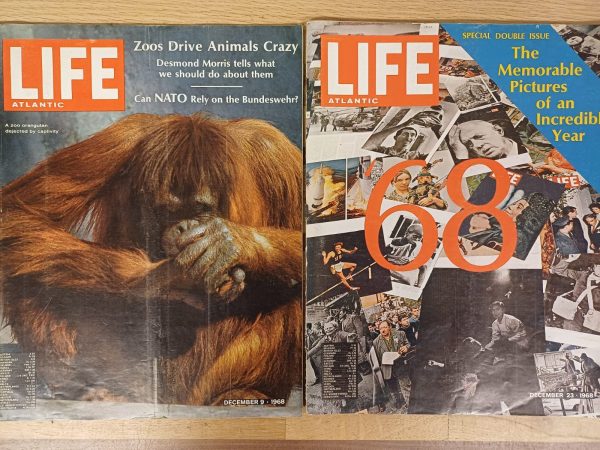 LIFE
ATLANTIC
Zoos Drive Animals Crazy
Desmond Morris tells what
we should do about them
Can NATO Rely on the Bundeswehr?
A zoo orangutan
dejected by captivity
DECEMBER 9 · 1968
LIFE
ATLANTIC
SPECIAL DOUBLE ISSUE
The
Memorable
Pictures
of an
Incredibl
Year
LIFE
68
DECEMBER 23 · 1968